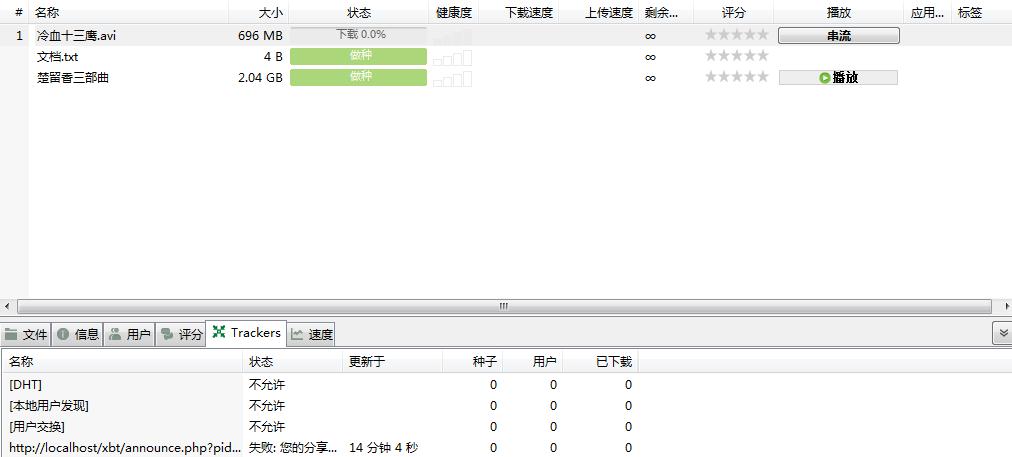 # 名称 大小 状态 健康度 下载速度 上传速度 剩余... 评分 播放 应用... 标签
1 冷血十三鹰.avi 696 MB 下载 0.0% ∞ 串流
文档.txt 4 B 做种 ∞
楚留香三部曲 2.04 GB 做种 ∞ 播放
文件 信息 用户 评分 Trackers 速度
名称 状态 更新于 种子 用户 已下载
[DHT] 不允许 0 0 0
[本地用户发现] 不允许 0 0 0
[用户交换] 不允许 0 0 0
http://localhost/xbt/announce.php?pid... 失败: 您的分享... 14 分钟 4 秒 0 0 0